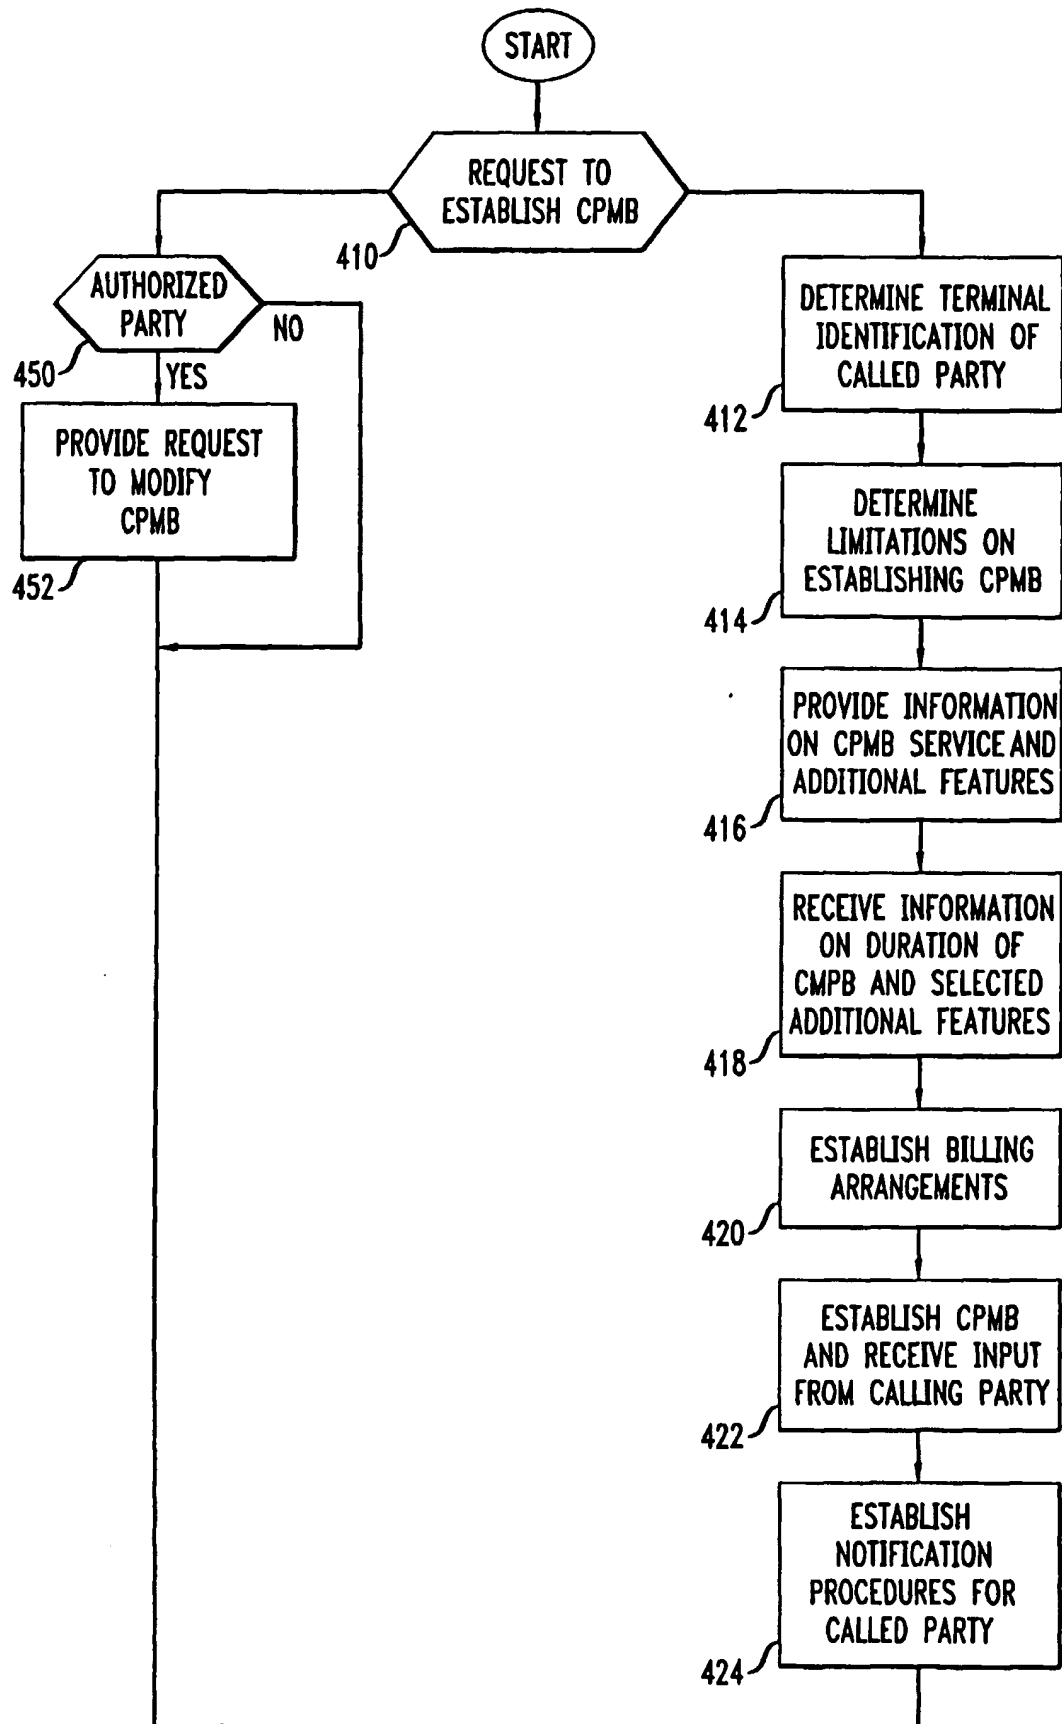 START
REQUEST TO
ESTABLISH CPMB
410
AUTHORIZED
PARTY
NO
450
YES
PROVIDE REQUEST
TO MODIFY
CPMB
452
DETERMINE TERMINAL
IDENTIFICATION OF
CALLED PARTY
412
DETERMINE
LIMITATIONS ON
ESTABLISHING CPMB
414
PROVIDE INFORMATION
ON CPMB SERVICE AND
ADDITIONAL FEATURES
416
RECEIVE INFORMATION
ON DURATION OF
CMPB AND SELECTED
ADDITIONAL FEATURES
418
ESTABLISH BILLING
ARRANGEMENTS
420
ESTABLISH CPMB
AND RECEIVE INPUT
FROM CALLING PARTY
422
ESTABLISH
NOTIFICATION
PROCEDURES FOR
CALLED PARTY
424